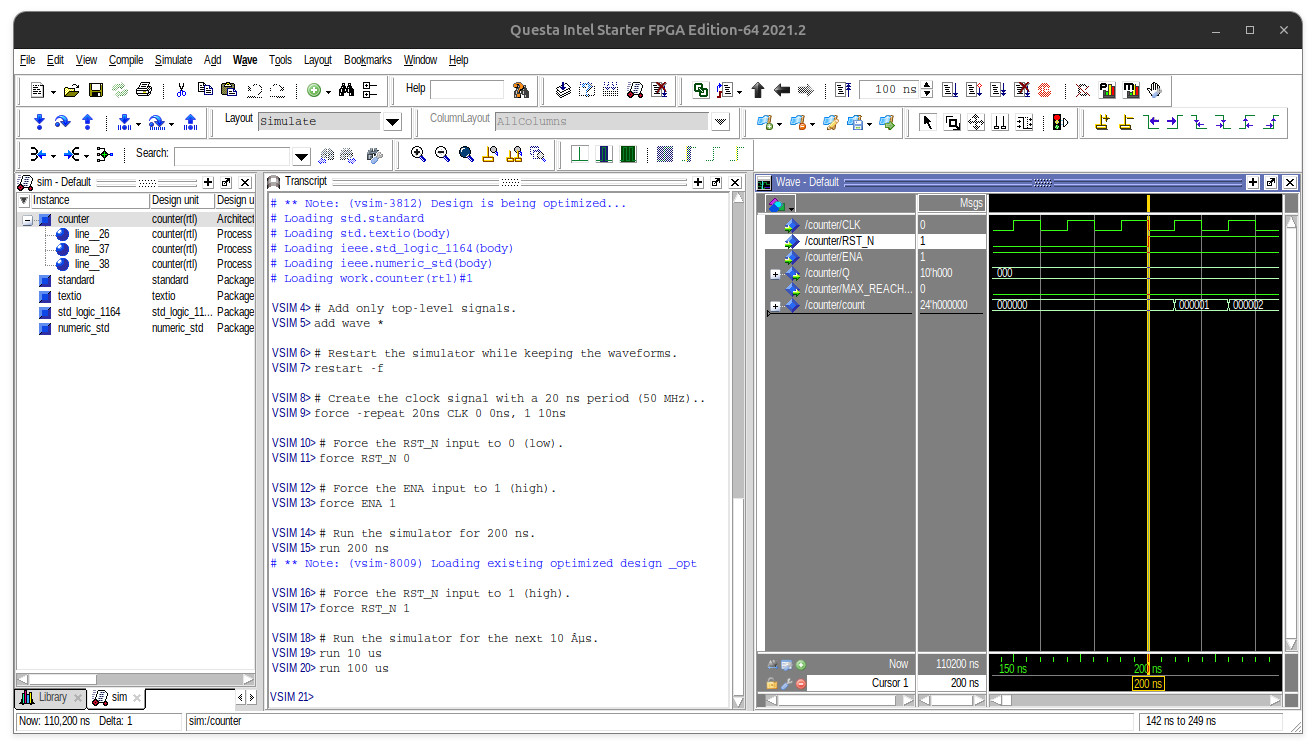 Questa Intel Starter FPGA Edition-64 2021.2
File Edit View Compile Simulate Add Wave Tools Layout Bookmarks Window Help
Help 100 ns
Layout Simulate ColumnLayout AllColumns
Search:
sim - Default
Instance Design unit Design u
counter counter(rtl) Architect
line__26 counter(rtl) Process
line__37 counter(rtl) Process
line__38 counter(rtl) Process
standard standard Package
textio textio Package
std_logic_1164 std_logic_11... Package
numeric_std numeric_std Package
Library sim
Transcript
# ** Note: (vsim-3812) Design is being optimized...
# Loading std.standard
# Loading std.textio(body)
# Loading ieee.std_logic_1164(body)
# Loading ieee.numeric_std(body)
# Loading work.counter(rtl)#1
VSIM 4> # Add only top-level signals.
VSIM 5> add wave *
VSIM 6> # Restart the simulator while keeping the waveforms.
VSIM 7> restart -f
VSIM 8> # Create the clock signal with a 20 ns period (50 MHz)..
VSIM 9> force -repeat 20ns CLK 0 0ns, 1 10ns
VSIM 10> # Force the RST_N input to 0 (low).
VSIM 11> force RST_N 0
VSIM 12> # Force the ENA input to 1 (high).
VSIM 13> force ENA 1
VSIM 14> # Run the simulator for 200 ns.
VSIM 15> run 200 ns
# ** Note: (vsim-8009) Loading existing optimized design _opt
VSIM 16> # Force the RST_N input to 1 (high).
VSIM 17> force RST_N 1
VSIM 18> # Run the simulator for the next 10 Âµs.
VSIM 19> run 10 us
VSIM 20> run 100 us
VSIM 21>
Wave - Default
Msgs
/counter/CLK 0
/counter/RST_N 1
/counter/ENA 1
/counter/Q 10'h000 000
/counter/MAX_REACH... 0
/counter/count 24'h000000 000000 000001 000002
Now 110200 ns 150 ns 200 ns
Cursor 1 200 ns 200 ns
Now: 110,200 ns Delta: 1 sim:/counter 142 ns to 249 ns